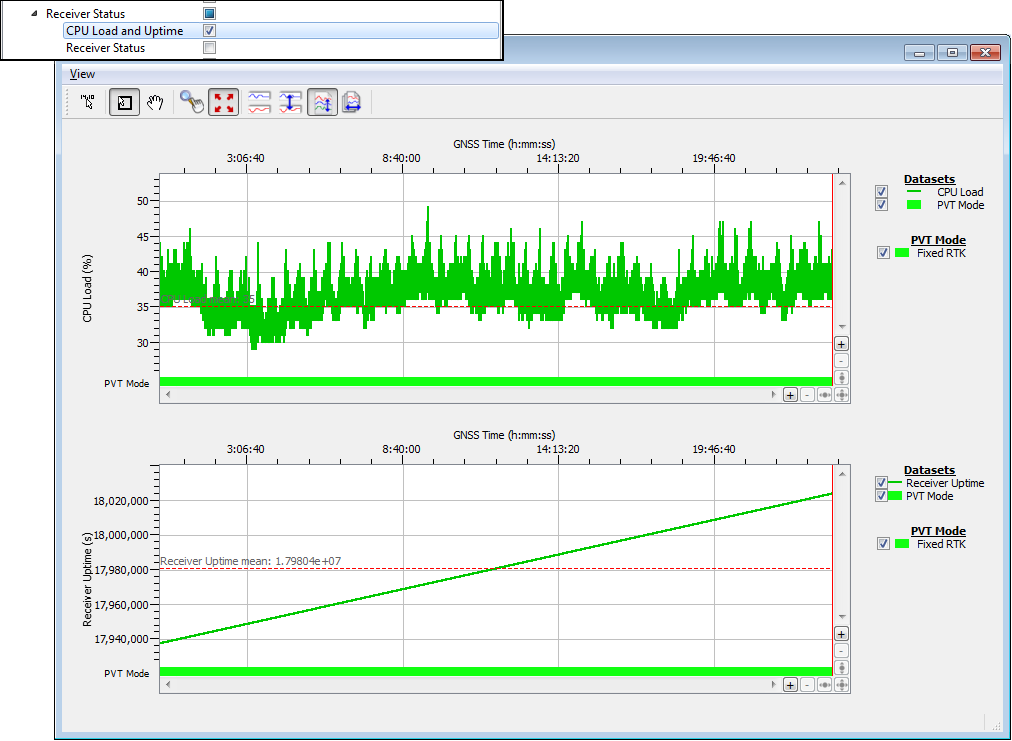 Receiver Status
CPU Load and Uptime
Receiver Status
View
GNSS Time (h:mm:ss)
3:06:40 8:40:00 14:13:20 19:46:40
Datasets
CPU Load
PVT Mode
PVT Mode
Fixed RTK
CPU Load (%)
50
45
40
35
30
CPU Load mean: 35
PVT Mode
GNSS Time (h:mm:ss)
3:06:40 8:40:00 14:13:20 19:46:40
Datasets
Receiver Uptime
PVT Mode
PVT Mode
Fixed RTK
Receiver Uptime (s)
18,020,000
18,000,000
17,980,000
17,960,000
17,940,000
Receiver Uptime mean: 1.79804e+07
PVT Mode